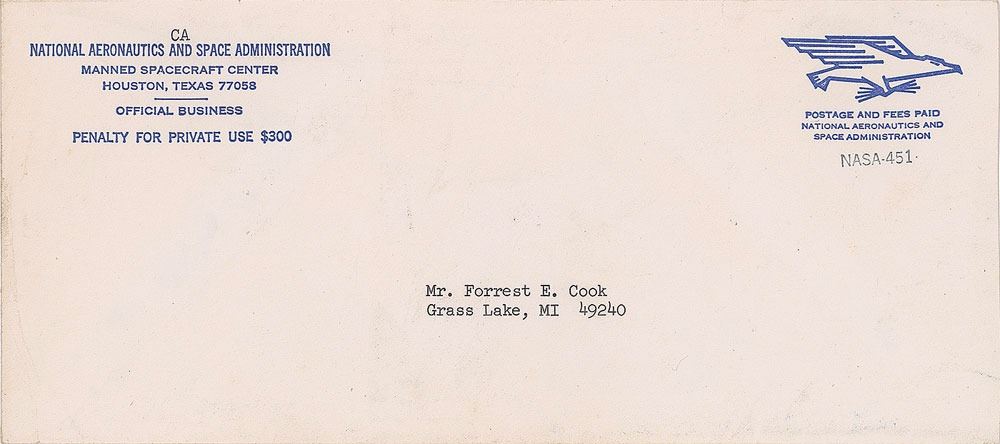 CA
NATIONAL AERONAUTICS AND SPACE ADMINISTRATION
MANNED SPACECRAFT CENTER
HOUSTON, TEXAS 77058
OFFICIAL BUSINESS
PENALTY FOR PRIVATE USE $300
POSTAGE AND FEES PAID
NATIONAL AERONAUTICS AND
SPACE ADMINISTRATION
NASA-451
Mr. Forrest E. Cook
Grass Lake, MI 49240